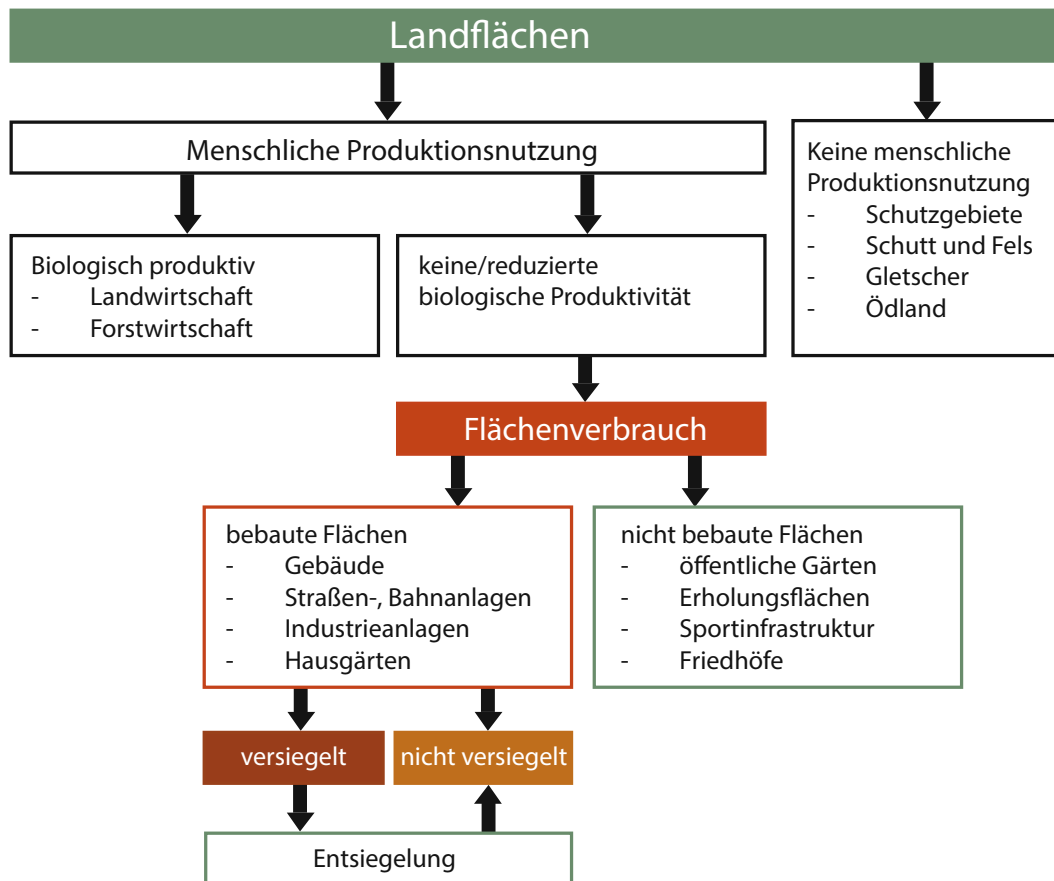 Landflächen
Menschliche Produktionsnutzung
Keine menschliche
Produktionsnutzung
- Schutzgebiete
- Schutt und Fels
- Gletscher
- Ödland
Biologisch produktiv
- Landwirtschaft
- Forstwirtschaft
keine/reduzierte
biologische Produktivität
Flächenverbrauch
bebaute Flächen
- Gebäude
- Straßen-, Bahnanlagen
- Industrieanlagen
- Hausgärten
nicht bebaute Flächen
- öffentliche Gärten
- Erholungsflächen
- Sportinfrastruktur
- Friedhöfe
versiegelt
nicht versiegelt
Entsiegelung